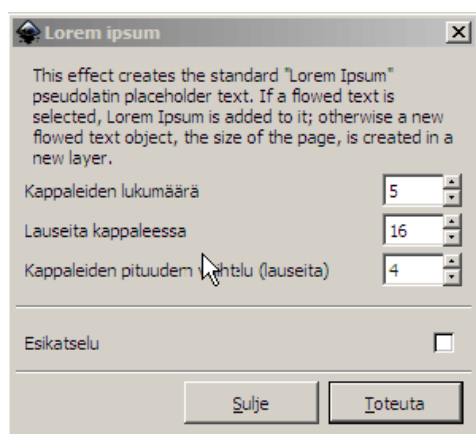 Lorem ipsum
This effect creates the standard "Lorem Ipsum"
pseudolatin placeholder text. If a flowed text is
selected, Lorem Ipsum is added to it; otherwise a new
flowed text object, the size of the page, is created in a
new layer.
Kappaleiden lukumäärä 5
Lauseita kappaleessa 16
Kappaleiden pituudem (lauseita) 4
Esikatselu
Sulje Toteuta